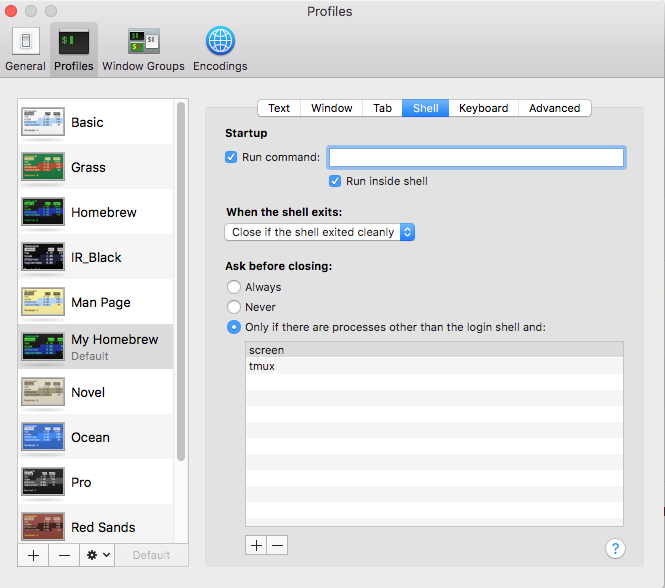 Profiles
General
Profiles
Window Groups
Encodings
Basic
Grass
Homebrew
IR_Black
Man Page
My Homebrew
Default
Novel
Ocean
Pro
Red Sands
Default
Text
Window
Tab
Shell
Keyboard
Advanced
Startup
Run command:
Run inside shell
When the shell exits:
Close if the shell exited cleanly
Ask before closing:
Always
Never
Only if there are processes other than the login shell and:
screen
tmux
?